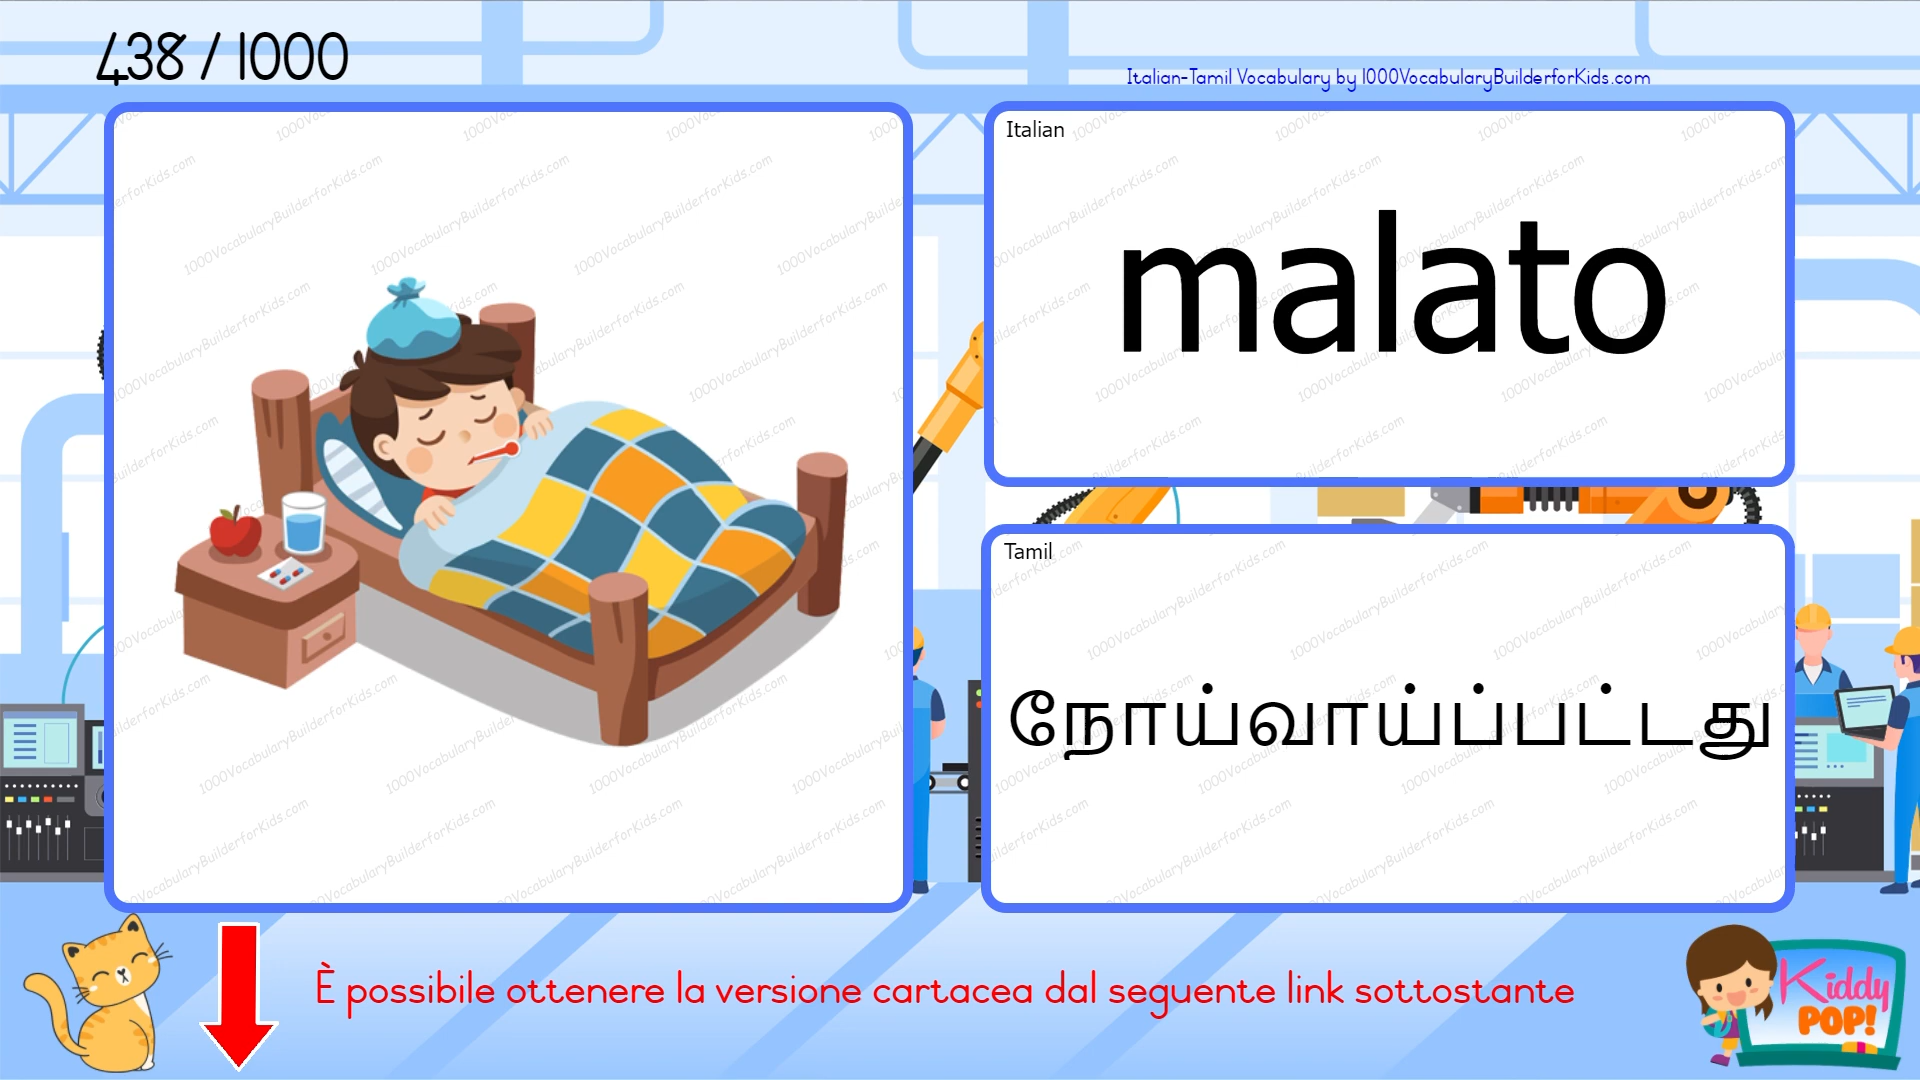 438 / 1000
Italian-Tamil Vocabulary by 1000VocabularyBuilderforKids.com
Italian
malato
Tamil
நோய்வாய்ப்பட்டது
È possibile ottenere la versione cartacea dal seguente link sottostante
Kiddy
POP!